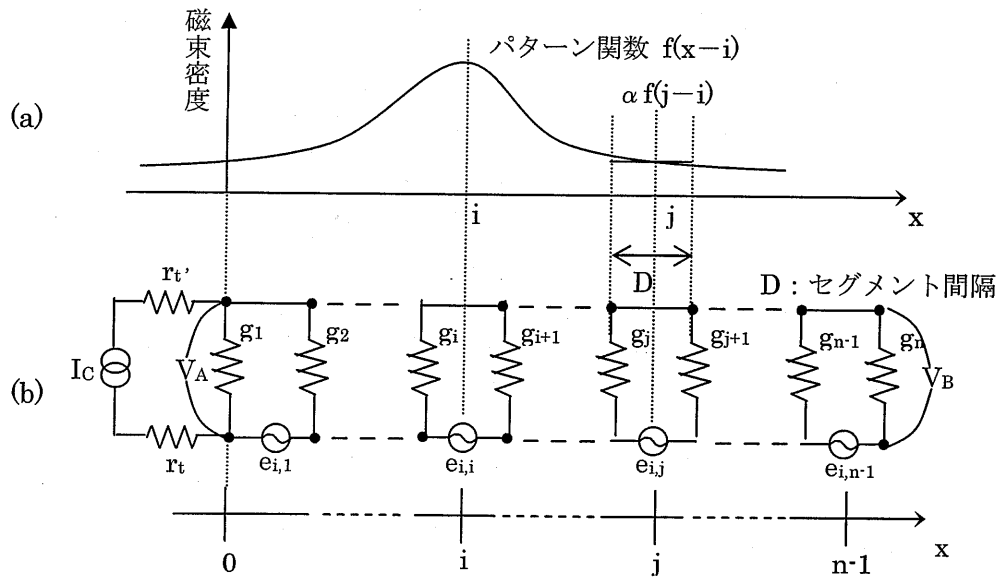 (a)
磁束密度
パターン関数 f(x−i)
αf(j−i)
i
j
x
D
D：セグメント間隔
(b)
rt'
IC
VA
g1
g2
gi
gi+1
gj
gj+1
gn-1
gn
VB
rt
ei,1
ei,i
ei,j
ei,n-1
0
i
j
n-1
x